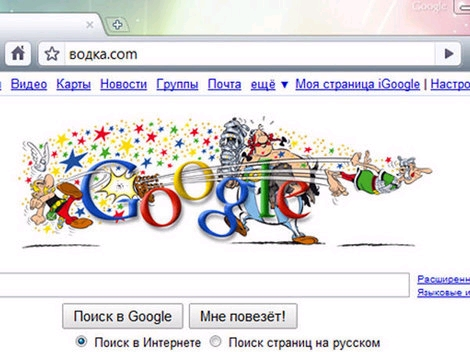 Google
водка.com
Видео Карты Новости Группы Почта ещё ▼ Моя страница iGoogle | Настро
Google
Расширенн
Языковые и
Поиск в Google Мне повезёт!
Поиск в Интернете Поиск страниц на русском